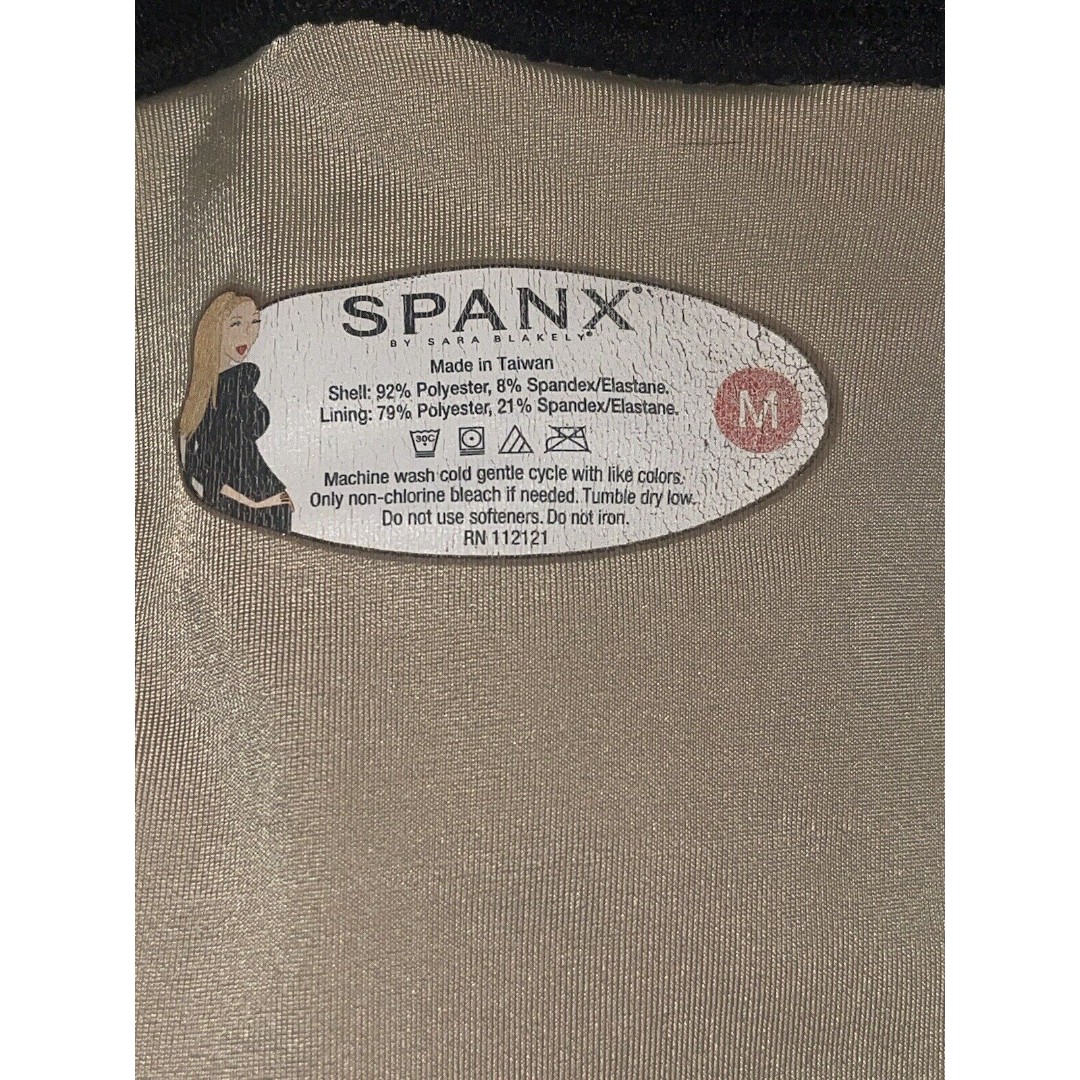 SPANX®
BY SARA BLAKELY®
Made in Taiwan
Shell: 92% Polyester, 8% Spandex/Elastane.
Lining: 79% Polyester, 21% Spandex/Elastane.
M
30C
Machine wash cold gentle cycle with like colors.
Only non-chlorine bleach if needed. Tumble dry low.
Do not use softeners. Do not iron.
RN 112121